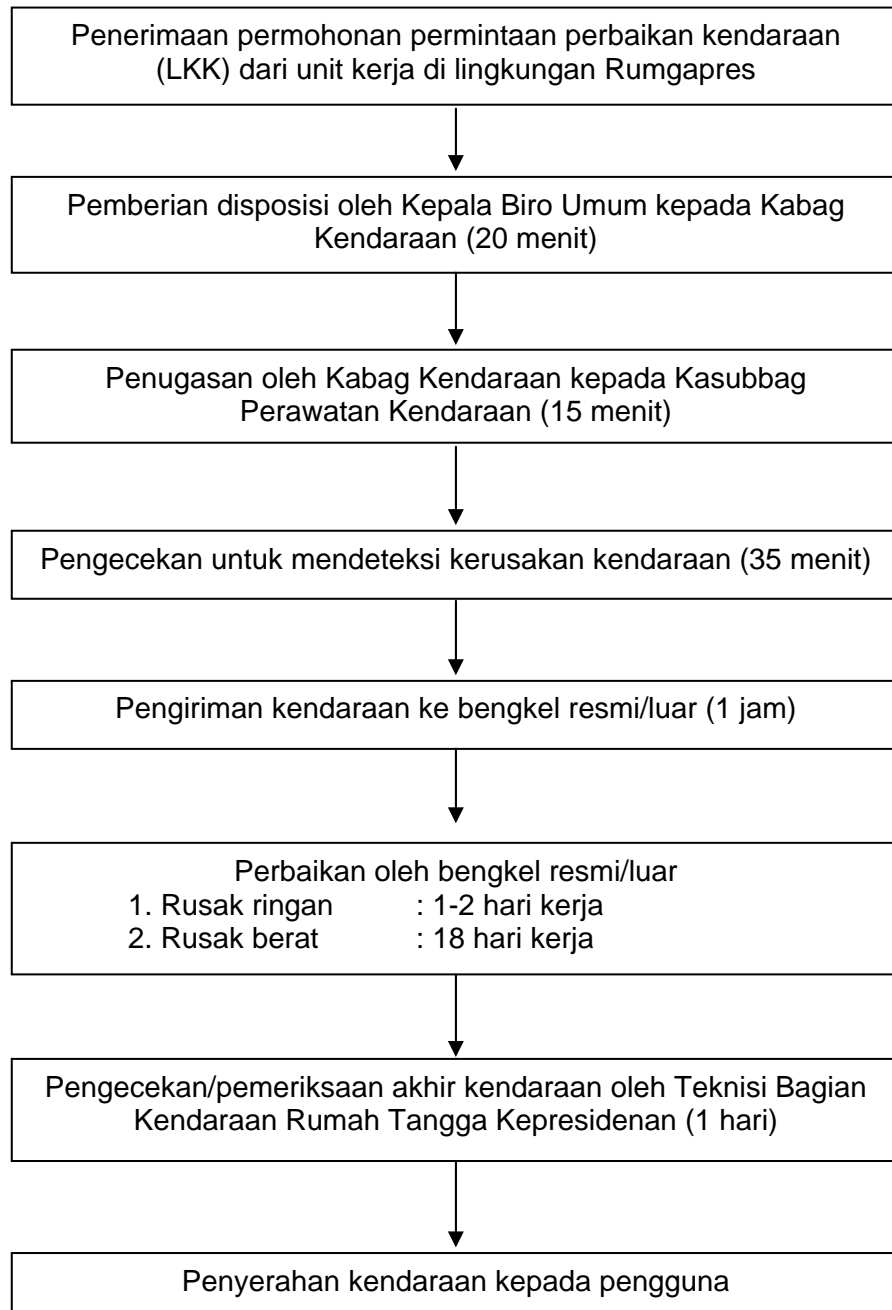 Penerimaan permohonan permintaan perbaikan kendaraan
(LKK) dari unit kerja di lingkungan Rumgapres
Pemberian disposisi oleh Kepala Biro Umum kepada Kabag
Kendaraan (20 menit)
Penugasan oleh Kabag Kendaraan kepada Kasubbag
Perawatan Kendaraan (15 menit)
Pengecekan untuk mendeteksi kerusakan kendaraan (35 menit)
Pengiriman kendaraan ke bengkel resmi/luar (1 jam)
Perbaikan oleh bengkel resmi/luar
1. Rusak ringan : 1-2 hari kerja
2. Rusak berat : 18 hari kerja
Pengecekan/pemeriksaan akhir kendaraan oleh Teknisi Bagian
Kendaraan Rumah Tangga Kepresidenan (1 hari)
Penyerahan kendaraan kepada pengguna